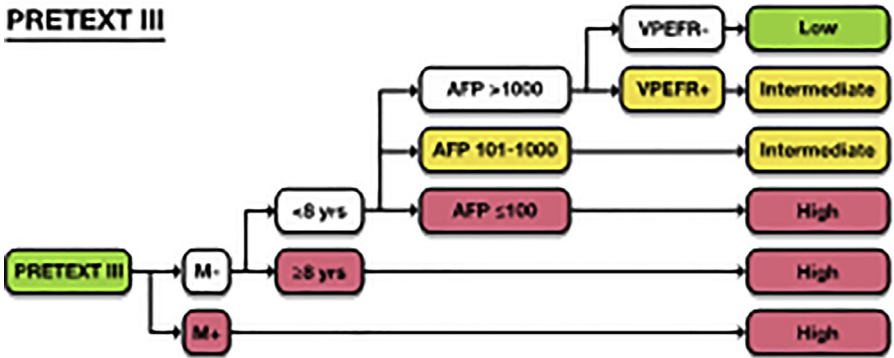 PRETEXT III
VPEFR-
Low
AFP >1000
VPEFR+
Intermediate
AFP 101-1000
Intermediate
<8 yrs
AFP ≤100
High
PRETEXT III
M-
≥8 yrs
High
M+
High